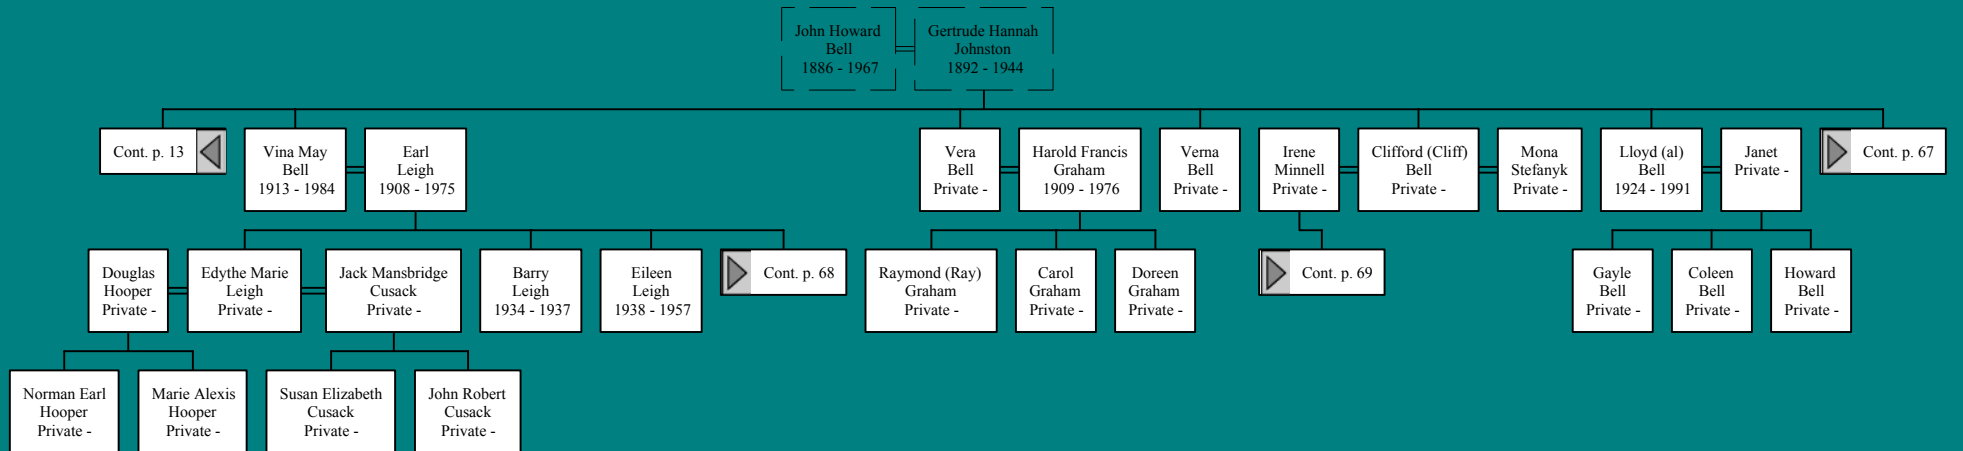 John Howard
Bell
1886 - 1967
Gertrude Hannah
Johnston
1892 - 1944
Cont. p. 13
Vina May
Bell
1913 - 1984
Earl
Leigh
1908 - 1975
Vera
Bell
Private -
Harold Francis
Graham
1909 - 1976
Verna
Bell
Private -
Irene
Minnell
Private -
Clifford (Cliff)
Bell
Private -
Mona
Stefanyk
Private -
Lloyd (al)
Bell
1924 - 1991
Janet
Private -
Cont. p. 67
Douglas
Hooper
Private -
Edythe Marie
Leigh
Private -
Jack Mansbridge
Cusack
Private -
Barry
Leigh
1934 - 1937
Eileen
Leigh
1938 - 1957
Cont. p. 68
Raymond (Ray)
Graham
Private -
Carol
Graham
Private -
Doreen
Graham
Private -
Cont. p. 69
Gayle
Bell
Private -
Coleen
Bell
Private -
Howard
Bell
Private -
Norman Earl
Hooper
Private -
Marie Alexis
Hooper
Private -
Susan Elizabeth
Cusack
Private -
John Robert
Cusack
Private -